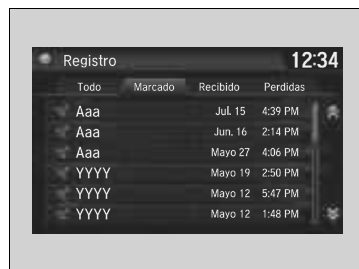 Registro 12:34
Todo Marcado Recibido Perdidas
Aaa Jul. 15 4:39 PM
Aaa Jun. 16 2:14 PM
Aaa Mayo 27 4:06 PM
YYYY Mayo 19 2:50 PM
YYYY Mayo 12 5:47 PM
YYYY Mayo 12 1:48 PM